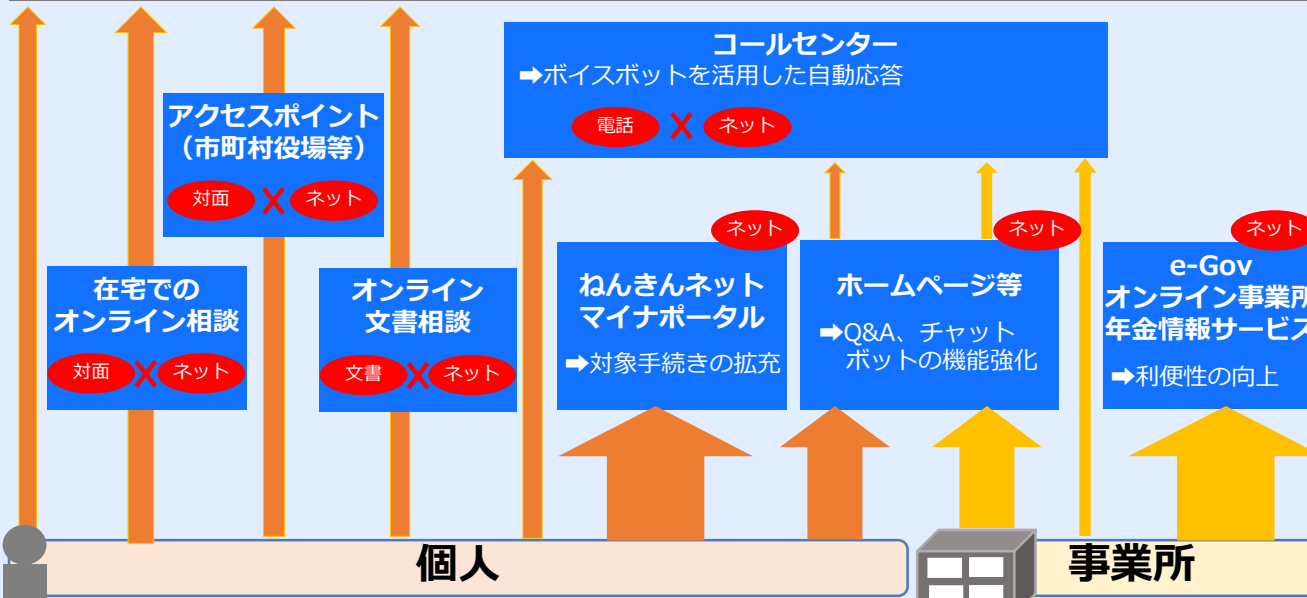 コールセンター
➡ボイスボットを活用した自動応答
電話 X ネット
アクセスポイント
（市町村役場等）
対面 X ネット
在宅での
オンライン相談
対面 X ネット
オンライン
文書相談
文書 X ネット
ネット
ねんきんネット
マイナポータル
➡対象手続きの拡充
ネット
ホームページ等
➡Q&A、チャット
ボットの機能強化
ネット
e-Gov
オンライン事業所
年金情報サービス
➡利便性の向上
個人
事業所